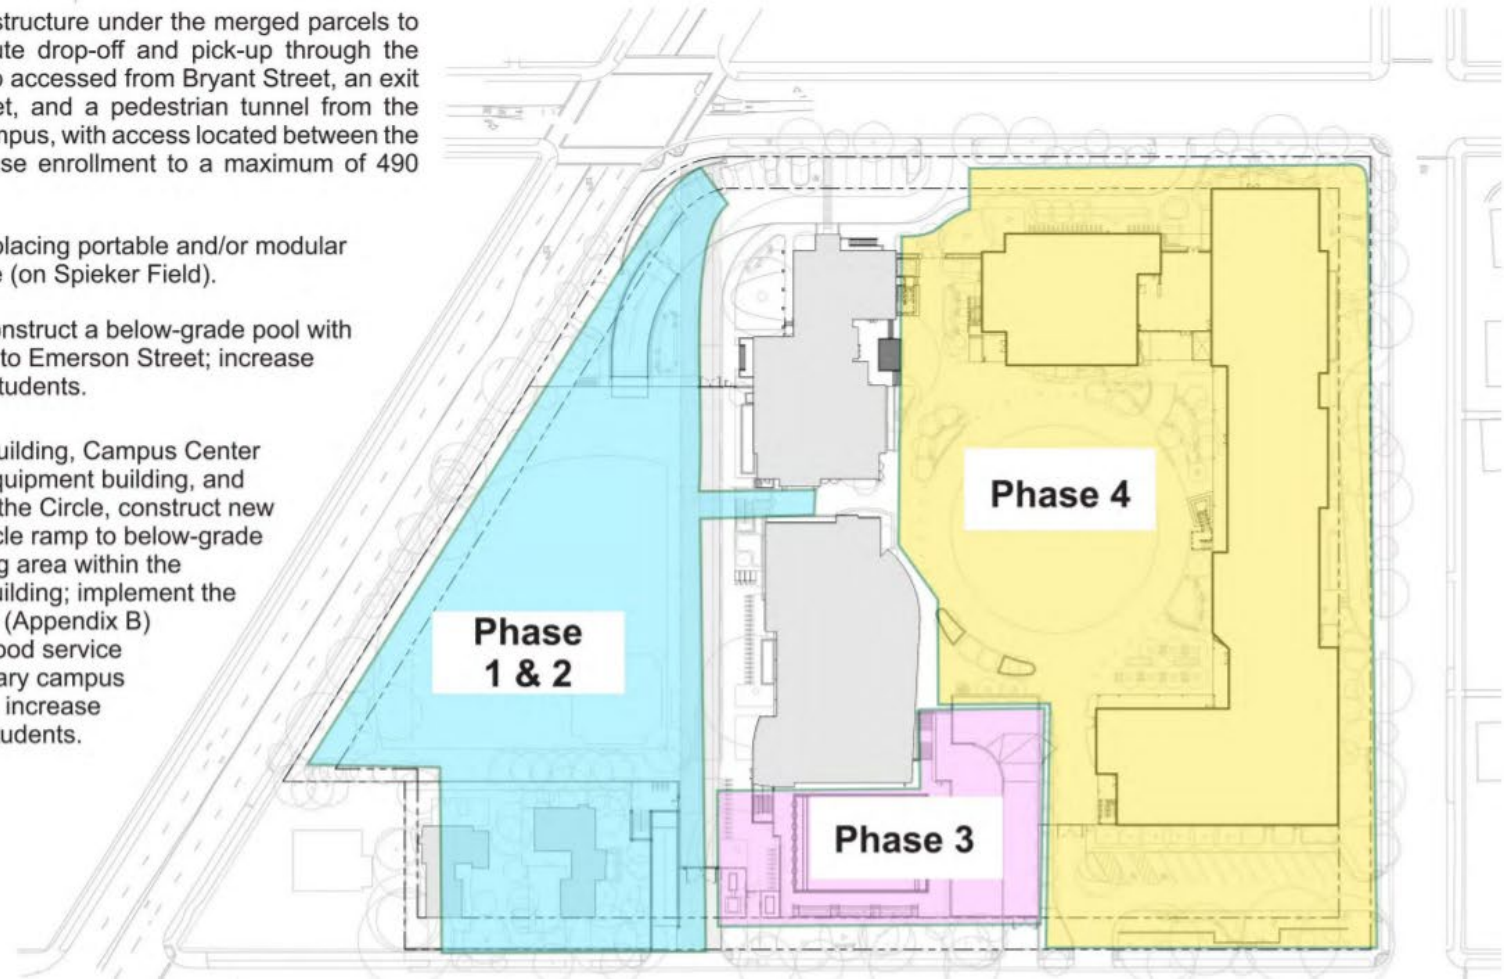 structure under the merged parcels to
ute drop-off and pick-up through the
accessed from Bryant Street, an exit
et, and a pedestrian tunnel from the
mpus, with access located between the
se enrollment to a maximum of 490
placing portable and/or modular
e (on Spieker Field).
onstruct a below-grade pool with
to Emerson Street; increase
tudents.
uilding, Campus Center
quipment building, and
the Circle, construct new
cle ramp to below-grade
g area within the
uilding; implement the
(Appendix B)
ood service
ary campus
increase
udents.
Phase 4
Phase
1 & 2
Phase 3